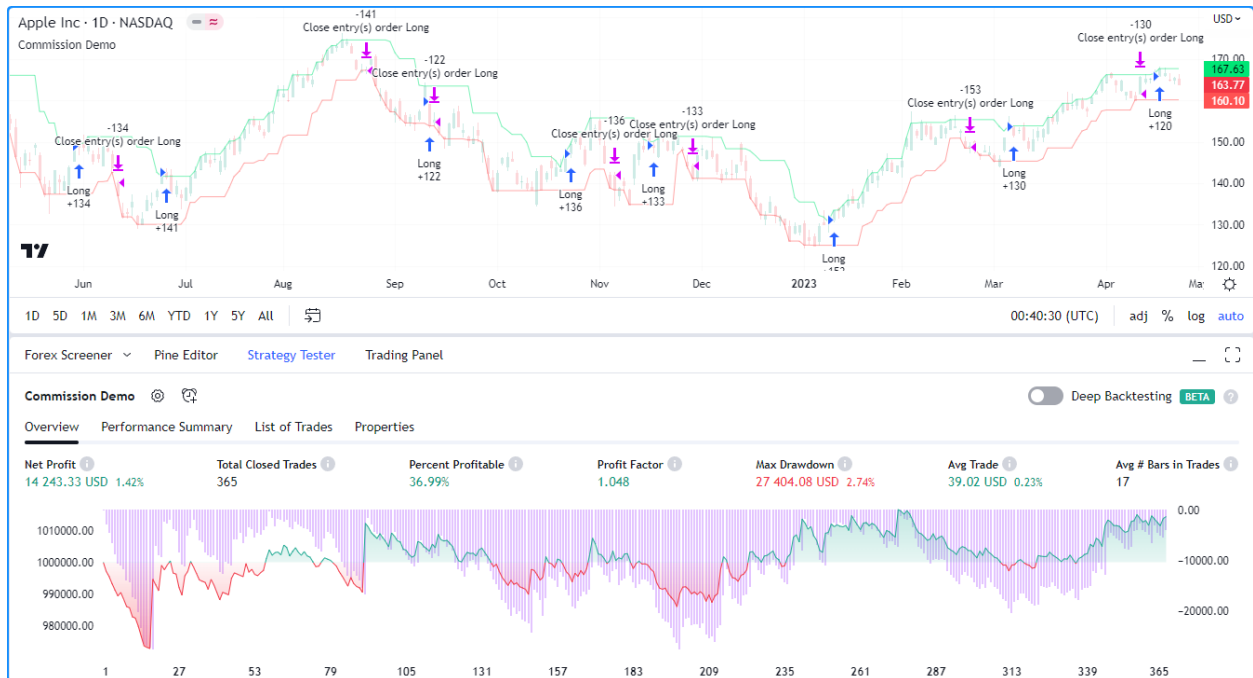 Apple Inc · 1D · NASDAQ
Commission Demo
USD
-141
Close entry(s) order Long
-122
Close entry(s) order Long
-134
Close entry(s) order Long
-136
Close entry(s) order Long
-133
Close entry(s) order Long
-153
Close entry(s) order Long
-130
Close entry(s) order Long
Long
+134
Long
+141
Long
+122
Long
+136
Long
+133
Long
Long
+130
Long
+120
170.00
167.63
163.77
160.10
150.00
140.00
130.00
120.00
Jun Jul Aug Sep Oct Nov Dec 2023 Feb Mar Apr
1D 5D 1M 3M 6M YTD 1Y 5Y All 00:40:30 (UTC) adj % log auto
Forex Screener Pine Editor Strategy Tester Trading Panel
Commission Demo Deep Backtesting BETA
Overview Performance Summary List of Trades Properties
Net Profit Total Closed Trades Percent Profitable Profit Factor Max Drawdown Avg Trade Avg # Bars in Trades
14 243.33 USD 1.42% 365 36.99% 1.048 27 404.08 USD 2.74% 39.02 USD 0.23% 17
1010000.00
1000000.00
990000.00
980000.00
0.00
−10000.00
−20000.00
1 27 53 79 105 131 157 183 209 235 261 287 313 339 365